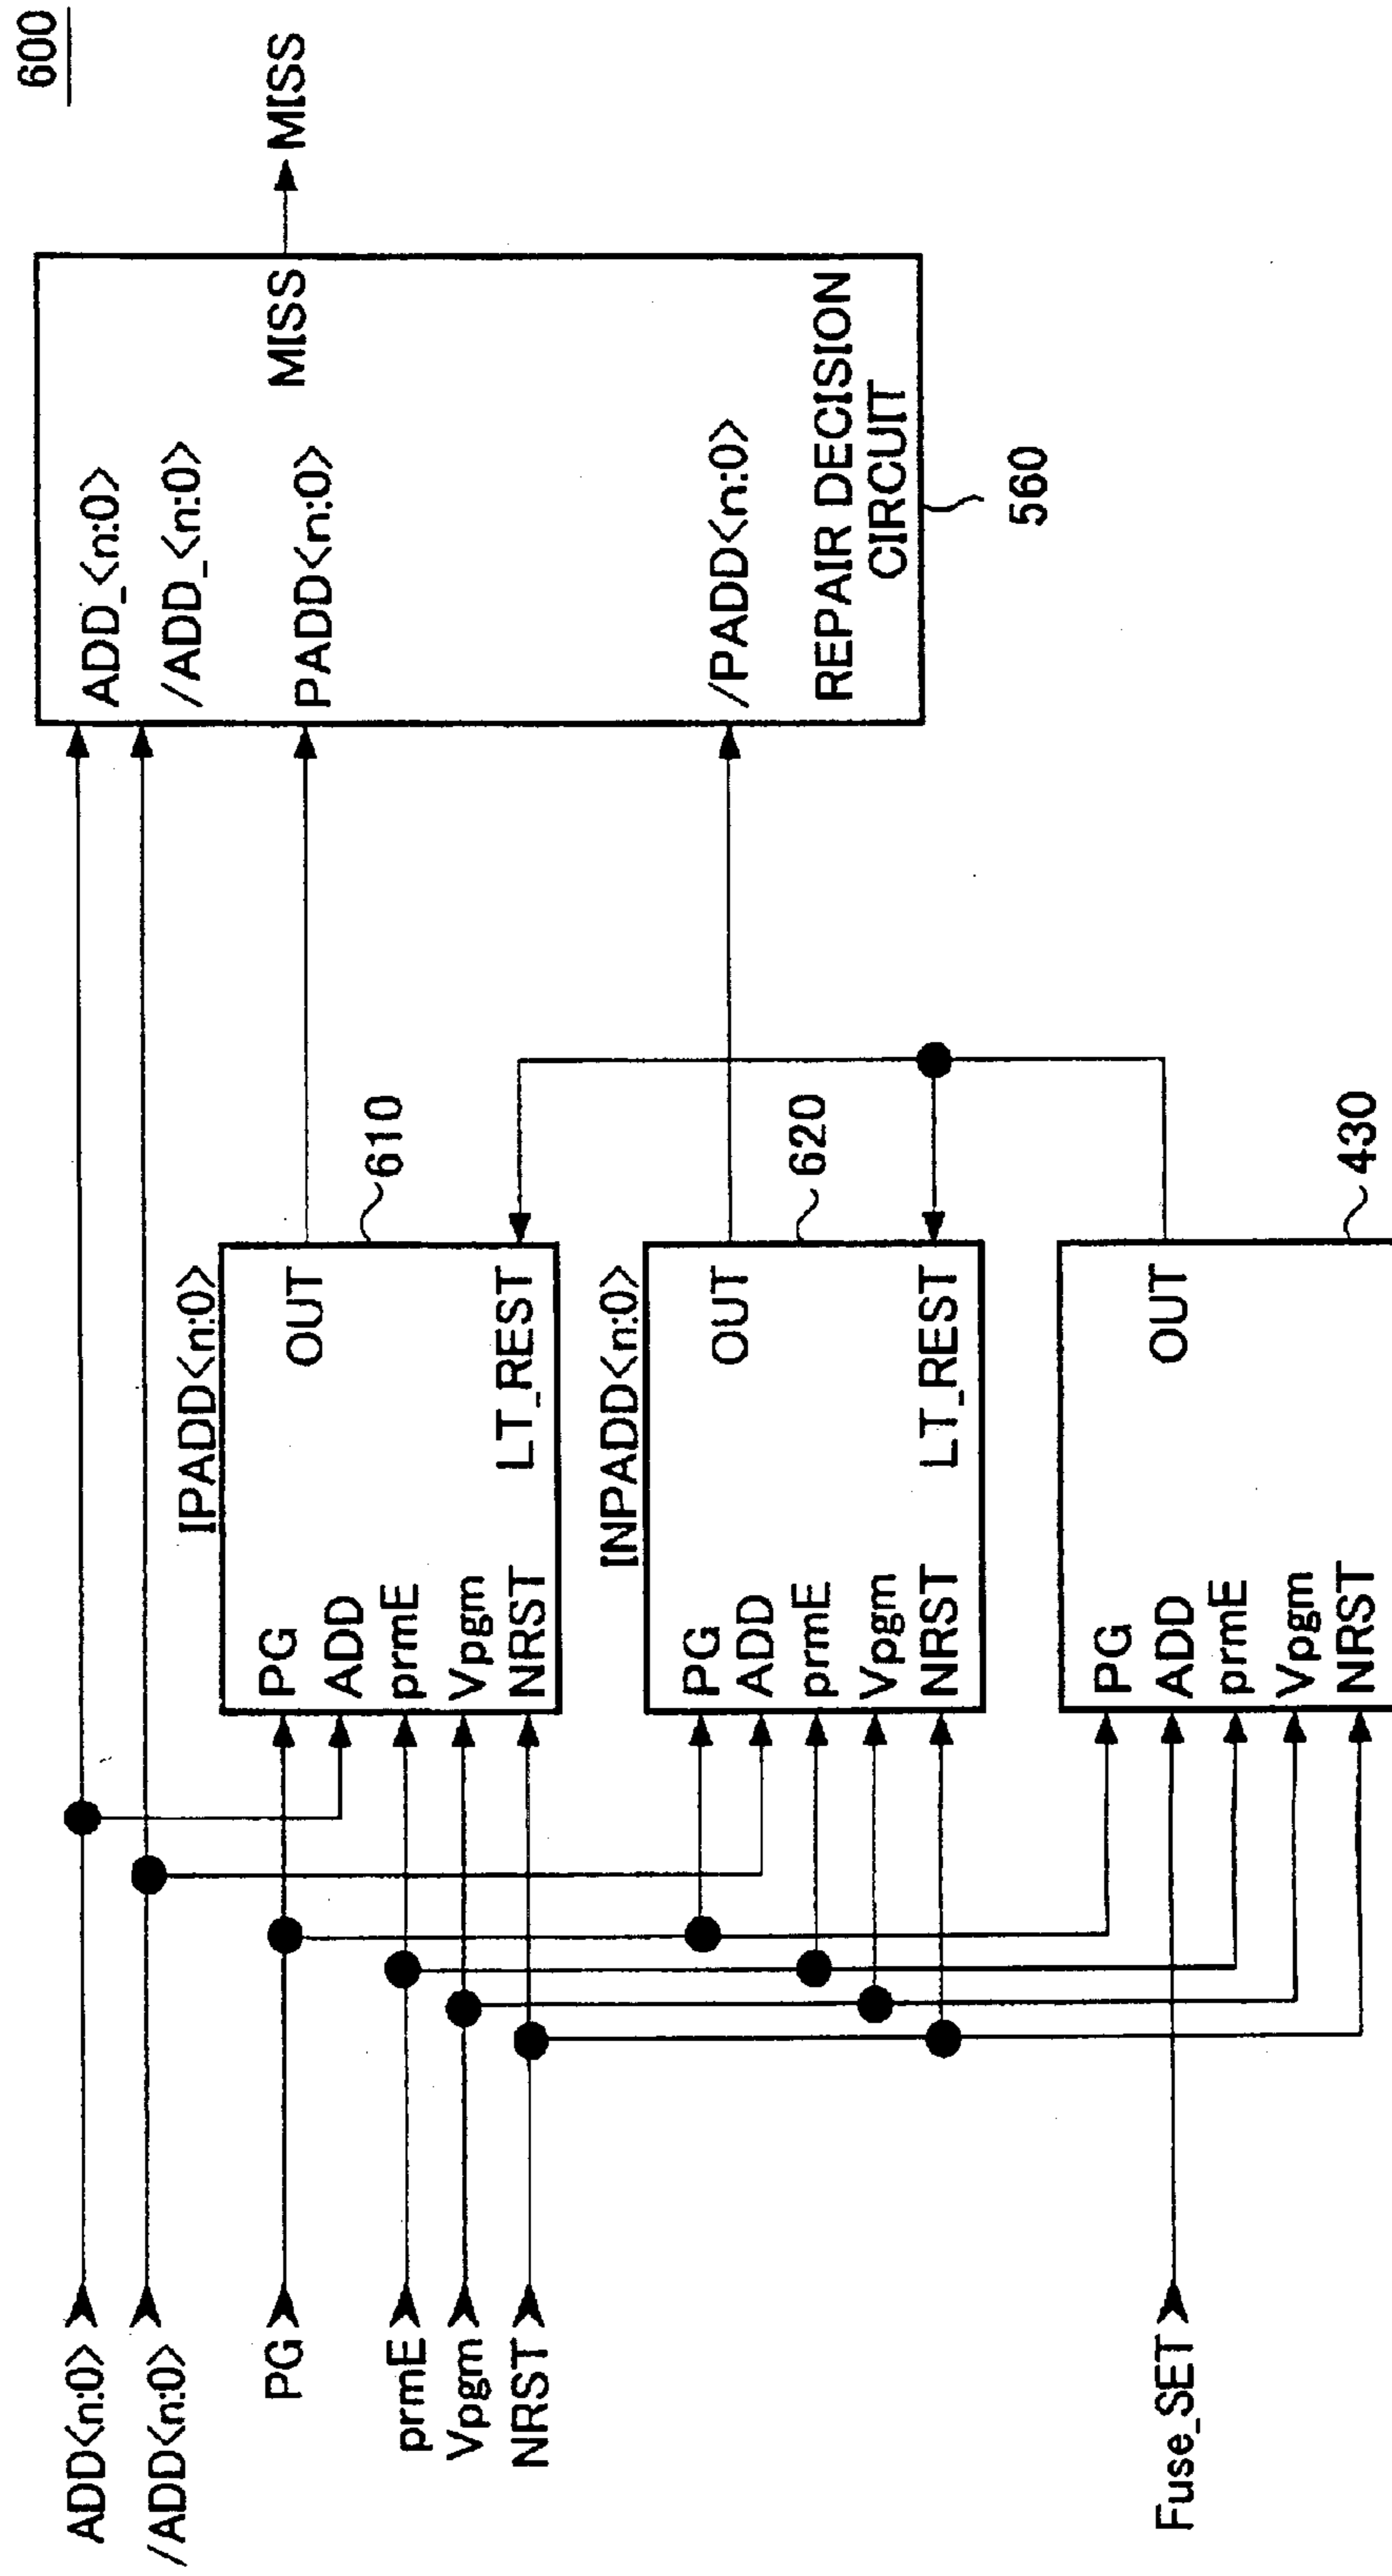 600
ADD<n:0>
/ADD<n:0>
PG
prmE
Vpgm
NRST
Fuse_SET
IPADD<n:0>
PG
ADD
prmE
Vpgm
NRST
OUT
LT_REST
610
INPADD<n:0>
PG
ADD
prmE
Vpgm
NRST
OUT
LT_REST
620
PG
ADD
prmE
Vpgm
NRST
OUT
430
ADD_<n:0>
/ADD_<n:0>
PADD<n:0>
/PADD<n:0>
MISS
REPAIR DECISION
CIRCUIT
560
MISS